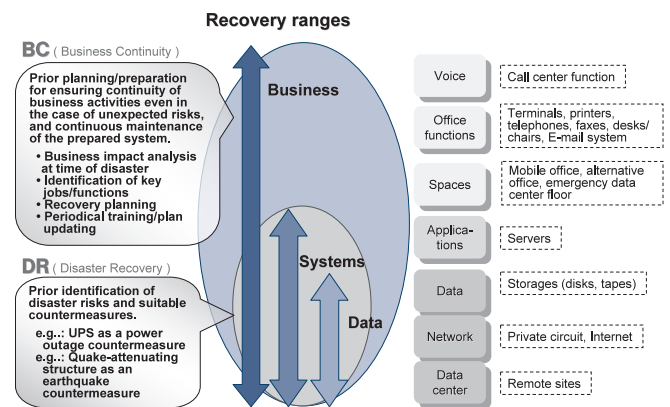 Recovery ranges
BC ( Business Continuity )
Prior planning/preparation
for ensuring continuity of
business activities even in
the case of unexpected risks,
and continuous maintenance
of the prepared system.
• Business impact analysis
at time of disaster
• Identification of key
jobs/functions
• Recovery planning
• Periodical training/plan
updating
DR ( Disaster Recovery )
Prior identification of
disaster risks and suitable
countermeasures.
e.g..: UPS as a power
outage countermeasure
e.g..: Quake-attenuating
structure as an
earthquake
countermeasure
Business
Systems
Data
Voice
Call center function
Office
functions
Terminals, printers,
telephones, faxes, desks/
chairs, E-mail system
Spaces
Mobile office, alternative
office, emergency data
center floor
Applica-
tions
Servers
Data
Storages (disks, tapes)
Network
Private circuit, Internet
Data
center
Remote sites